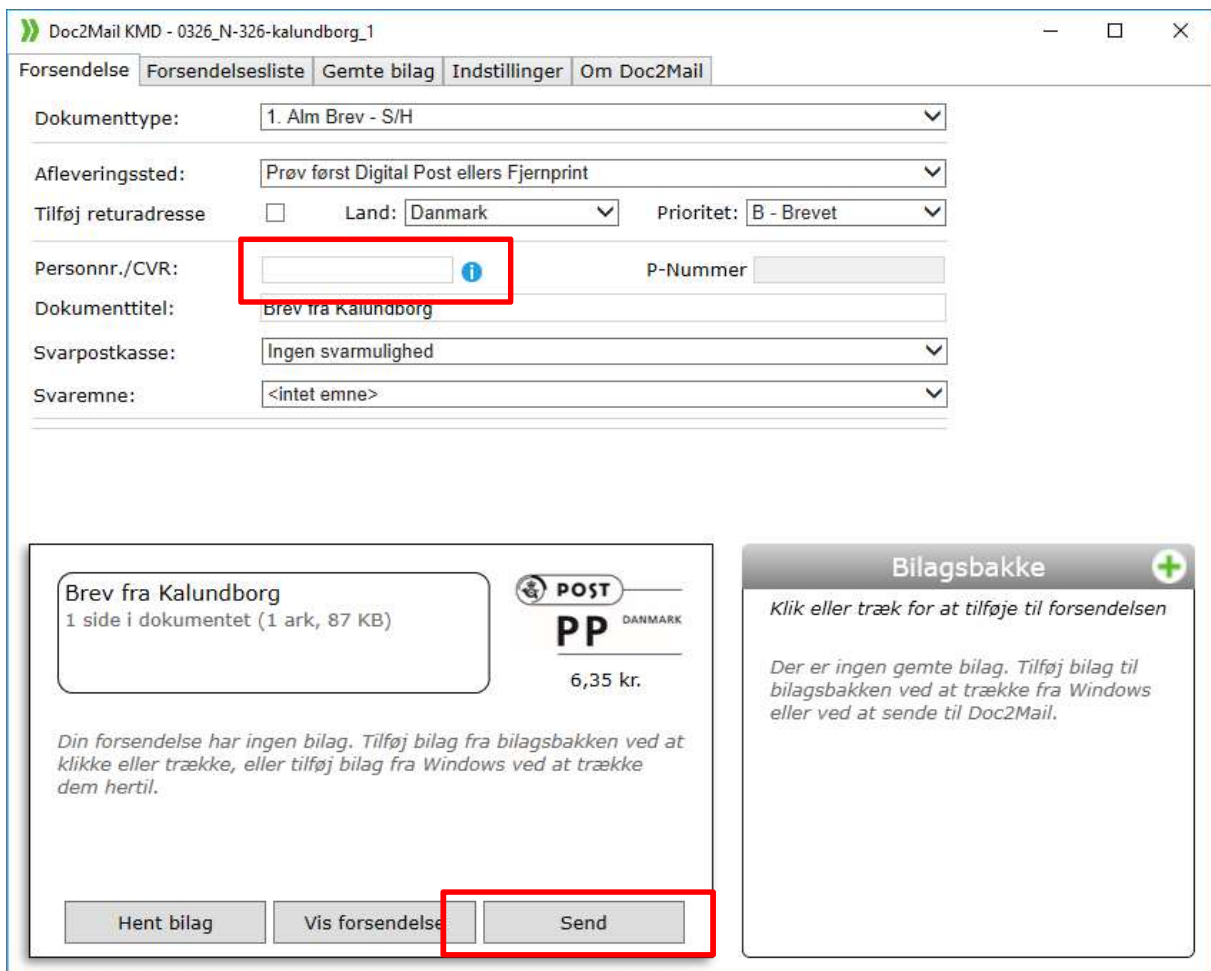 Doc2Mail KMD - 0326_N-326-kalundborg_1
Forsendelse Forsendelsesliste Gemte bilag Indstillinger Om Doc2Mail
Dokumenttype: 1. Alm Brev - S/H
Afleveringssted: Prøv først Digital Post ellers Fjernprint
Tilføj returadresse Land: Danmark Prioritet: B - Brevet
Personnr./CVR: P-Nummer
Dokumenttitel: Brev fra Kalundborg
Svarpostkasse: Ingen svarmulighed
Svaremne: <intet emne>
Brev fra Kalundborg
1 side i dokumentet (1 ark, 87 KB)
POST
PP DANMARK
6,35 kr.
Din forsendelse har ingen bilag. Tilføj bilag fra bilagsbakken ved at
klikke eller trække, eller tilføj bilag fra Windows ved at trække
dem hertil.
Hent bilag Vis forsendelse Send
Bilagsbakke
Klik eller træk for at tilføje til forsendelsen
Der er ingen gemte bilag. Tilføj bilag til
bilagsbakken ved at trække fra Windows
eller ved at sende til Doc2Mail.